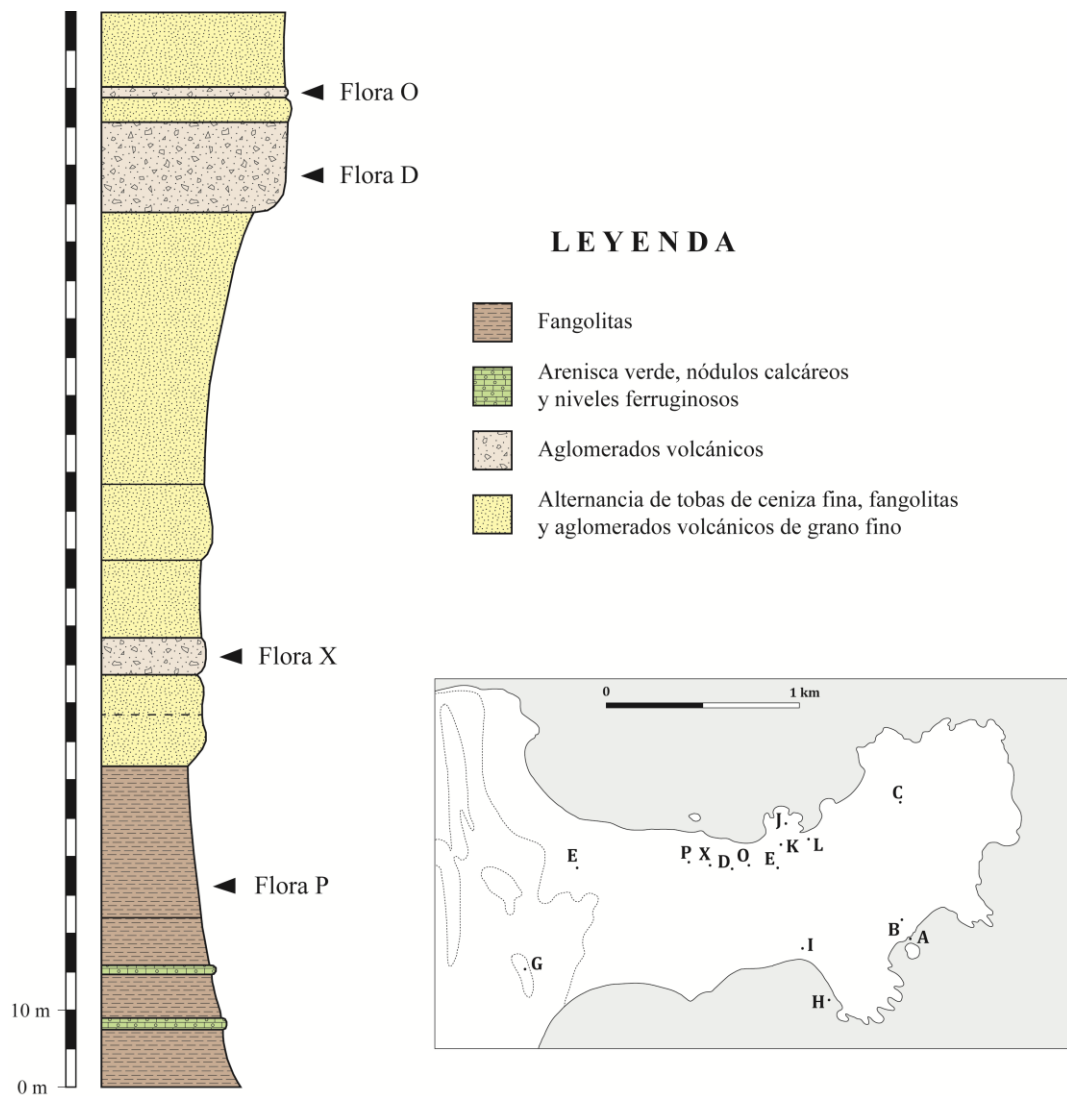 Flora O
Flora D
LEYENDA
Fangolitas
Arenisca verde, nódulos calcáreos
y niveles ferruginosos
Aglomerados volcánicos
Alternancia de tobas de ceniza fina, fangolitas
y aglomerados volcánicos de grano fino
Flora X
Flora P
10 m
0 m
0 1 km
C
J
K
L
E
P
X
D
O
E
B
A
I
G
H